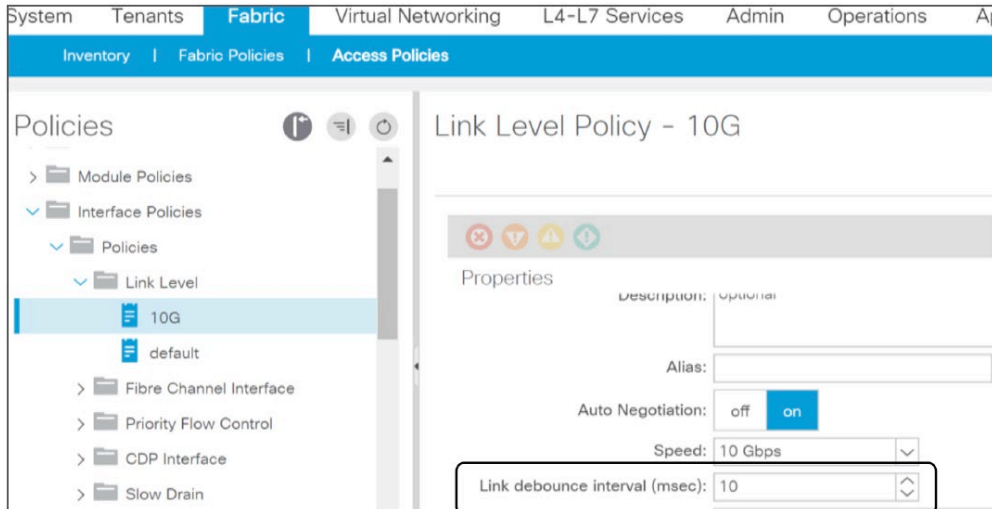 System Tenants Fabric Virtual Networking L4-L7 Services Admin Operations
Inventory | Fabric Policies | Access Policies
Policies
Module Policies
Interface Policies
Policies
Link Level
10G
default
Fibre Channel Interface
Priority Flow Control
CDP Interface
Slow Drain
Link Level Policy - 10G
Properties
Description: optional
Alias:
Auto Negotiation: off on
Speed: 10 Gbps
Link debounce interval (msec): 10